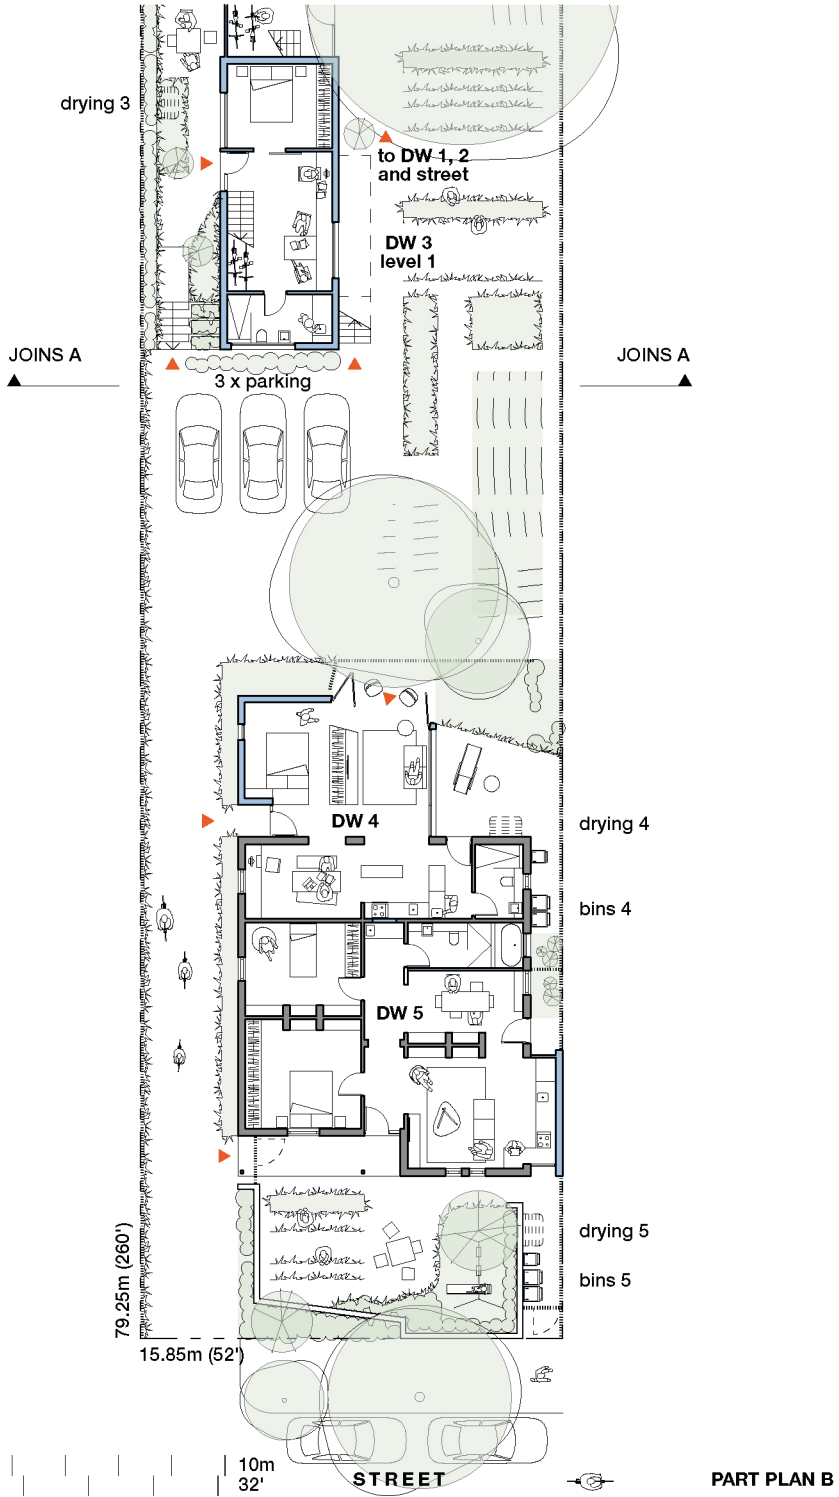 drying 3
to DW 1, 2
and street
DW 3
level 1
JOINS A
JOINS A
3 x parking
DW 4
drying 4
bins 4
DW 5
drying 5
bins 5
79.25m (260')
15.85m (52')
10m
32'
STREET
PART PLAN B